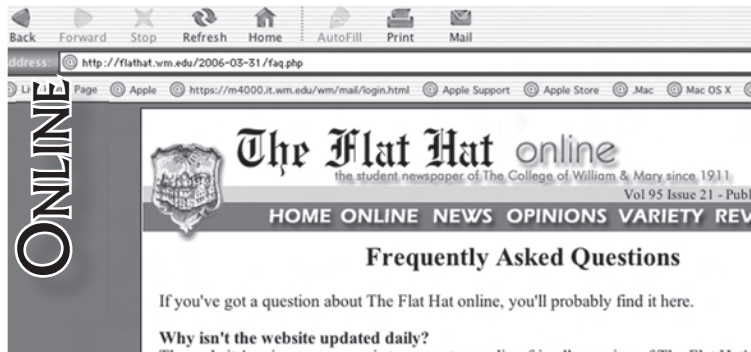 Back Forward Stop Refresh Home AutoFill Print Mail
ddress: @ http://flathat.wm.edu/2006-03-31/faq.php
Page @ Apple @ https://m4000.it.wm.edu/wm/mail/login.html @ Apple Support @ Apple Store @ .Mac @ Mac OS X @
ONLINE
The Flat Hat online
the student newspaper of The College of William & Mary since 1911
Vol 95 Issue 21 - Publ
HOME ONLINE NEWS OPINIONS VARIETY REV
Frequently Asked Questions
If you've got a question about The Flat Hat online, you'll probably find it here.
Why isn't the website updated daily?